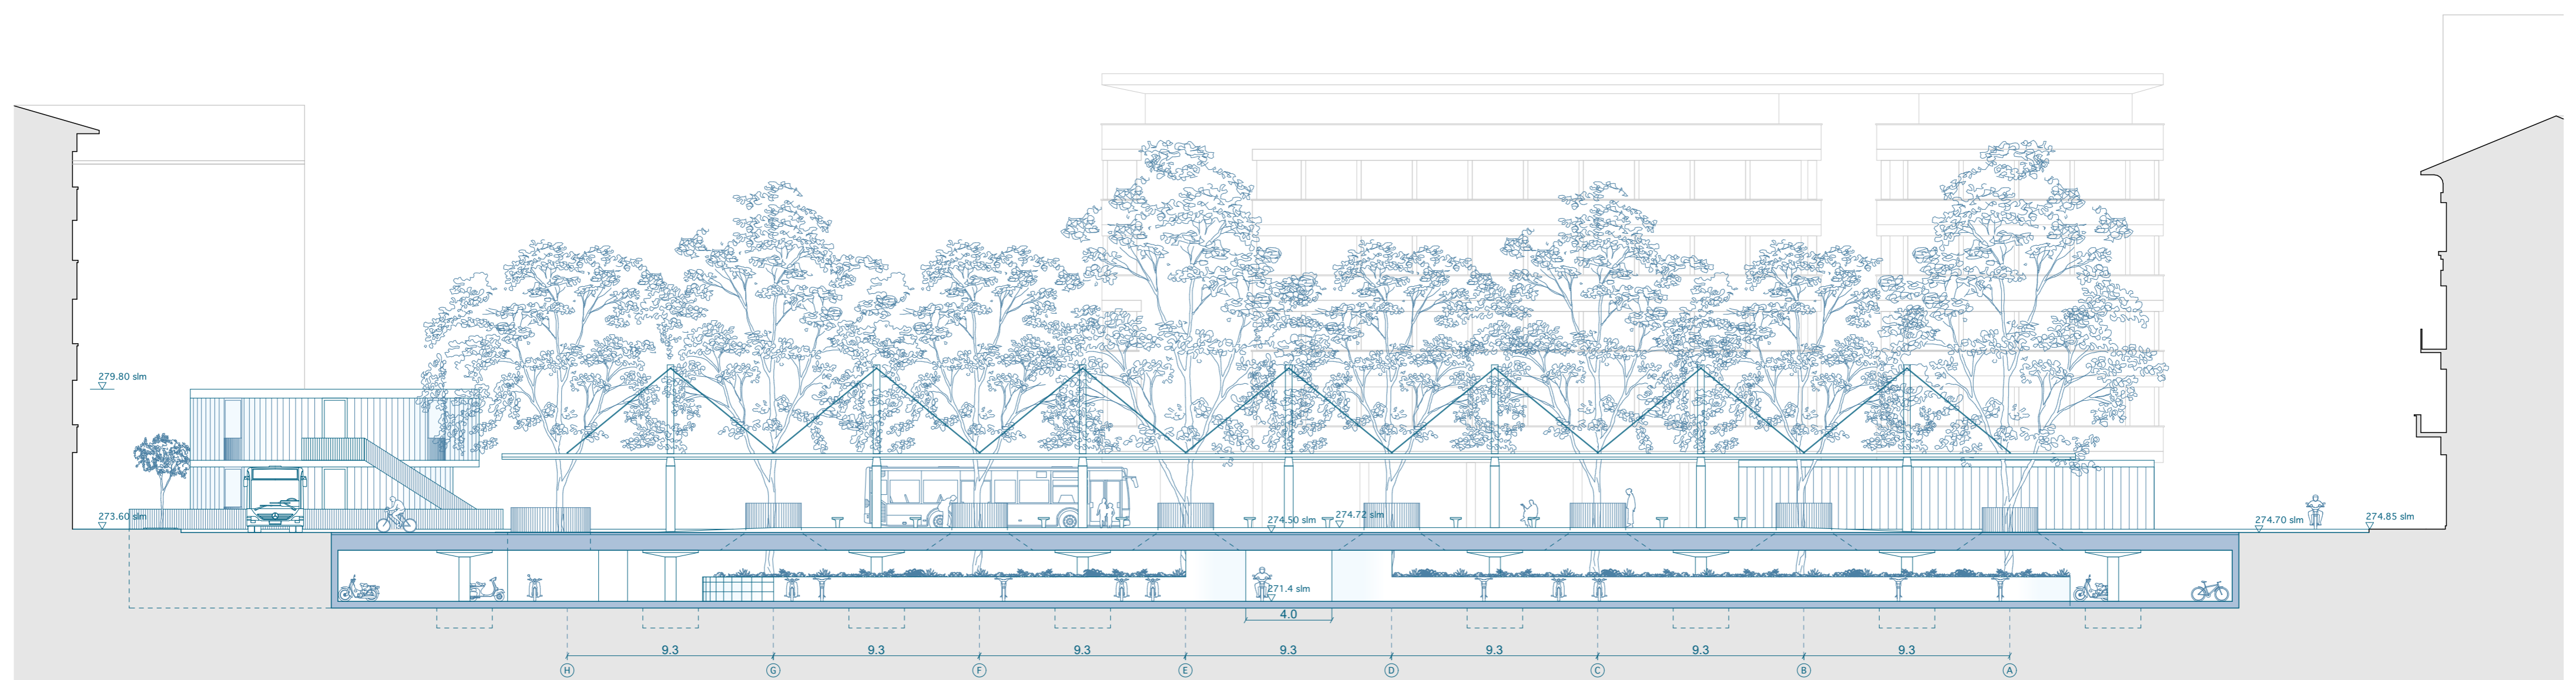 279.80 slm
273.60 slm
274.50 slm
274.72 slm
274.70 slm
274.85 slm
271.4 slm
4.0
9.3 9.3 9.3 9.3 9.3 9.3 9.3
H G F E D C B A